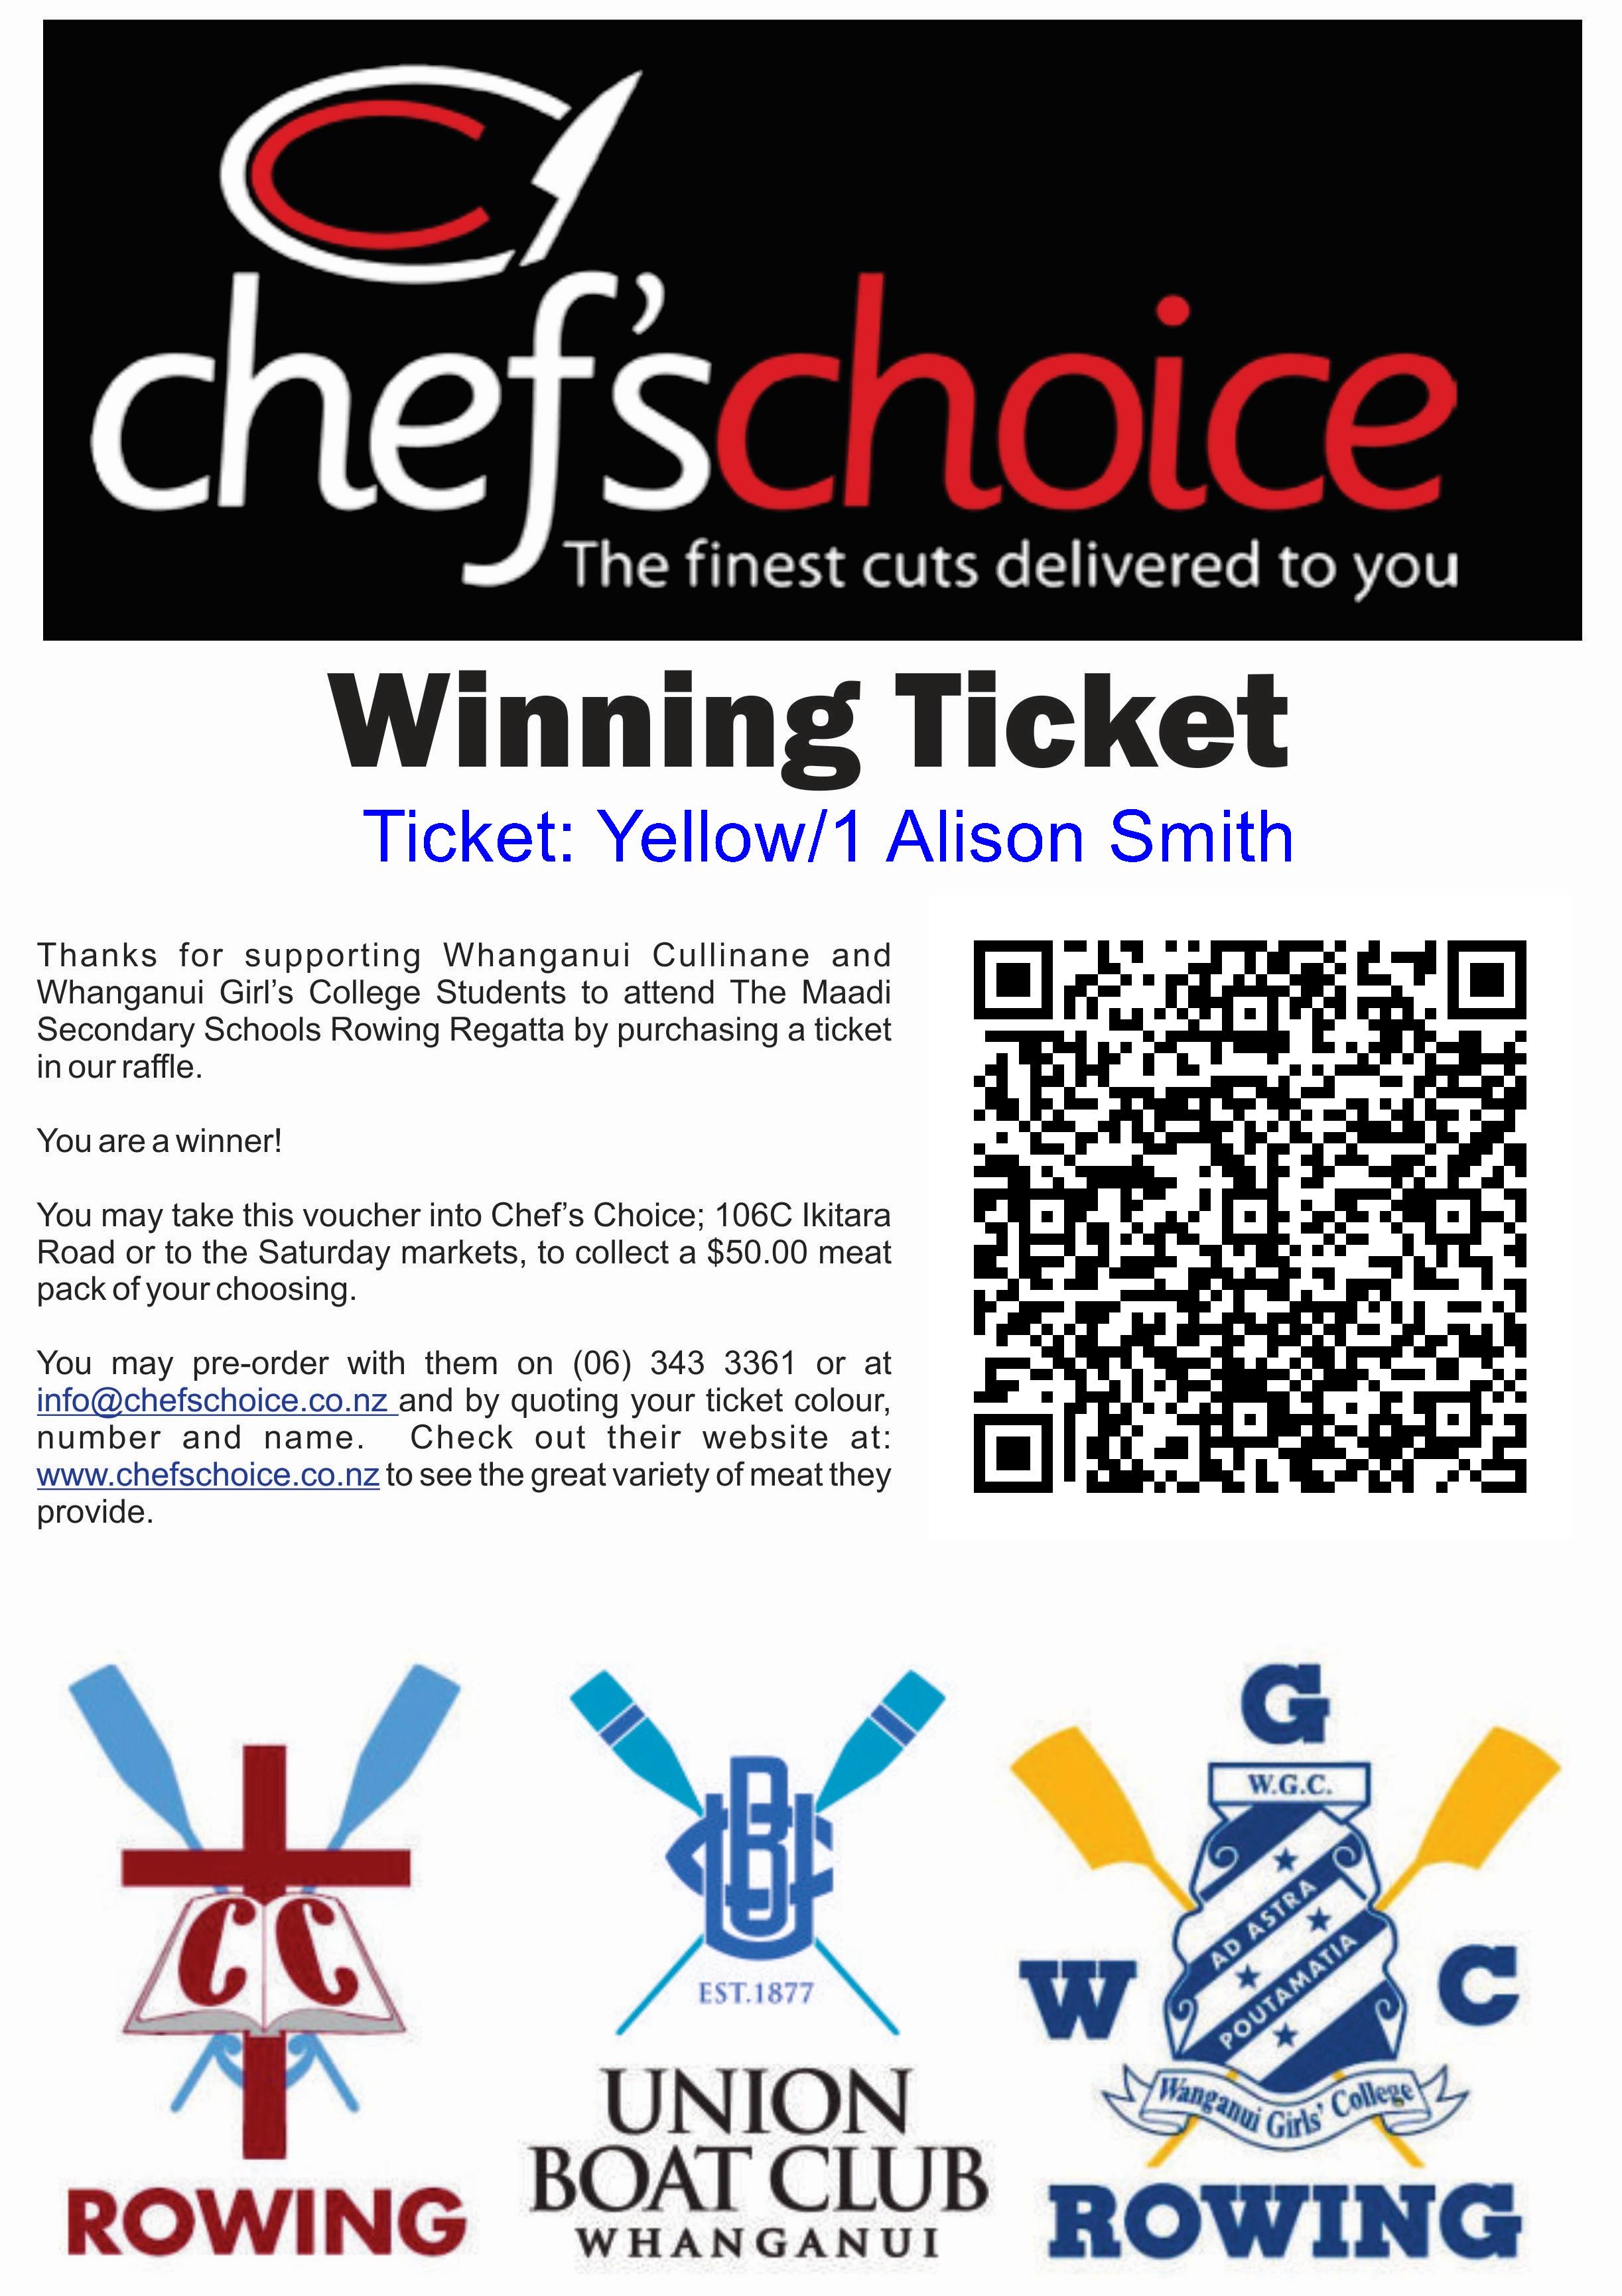 chef'schoice
The finest cuts delivered to you
Winning Ticket
Ticket: Yellow/1 Alison Smith
Thanks for supporting Whanganui Cullinane and
Whanganui Girl's College Students to attend The Maadi
Secondary Schools Rowing Regatta by purchasing a ticket
in our raffle.
You are a winner!
You may take this voucher into Chef's Choice; 106C Ikitara
Road or to the Saturday markets, to collect a $50.00 meat
pack of your choosing.
You may pre-order with them on (06) 343 3361 or at
info@chefschoice.co.nz and by quoting your ticket colour,
number and name. Check out their website at:
www.chefschoice.co.nz to see the great variety of meat they
provide.
CC
ROWING
UBC
EST.1877
UNION
BOAT CLUB
WHANGANUI
G
W.G.C.
AD ASTRA
POUTAMATIA
W C
Wanganui Girls' College
ROWING